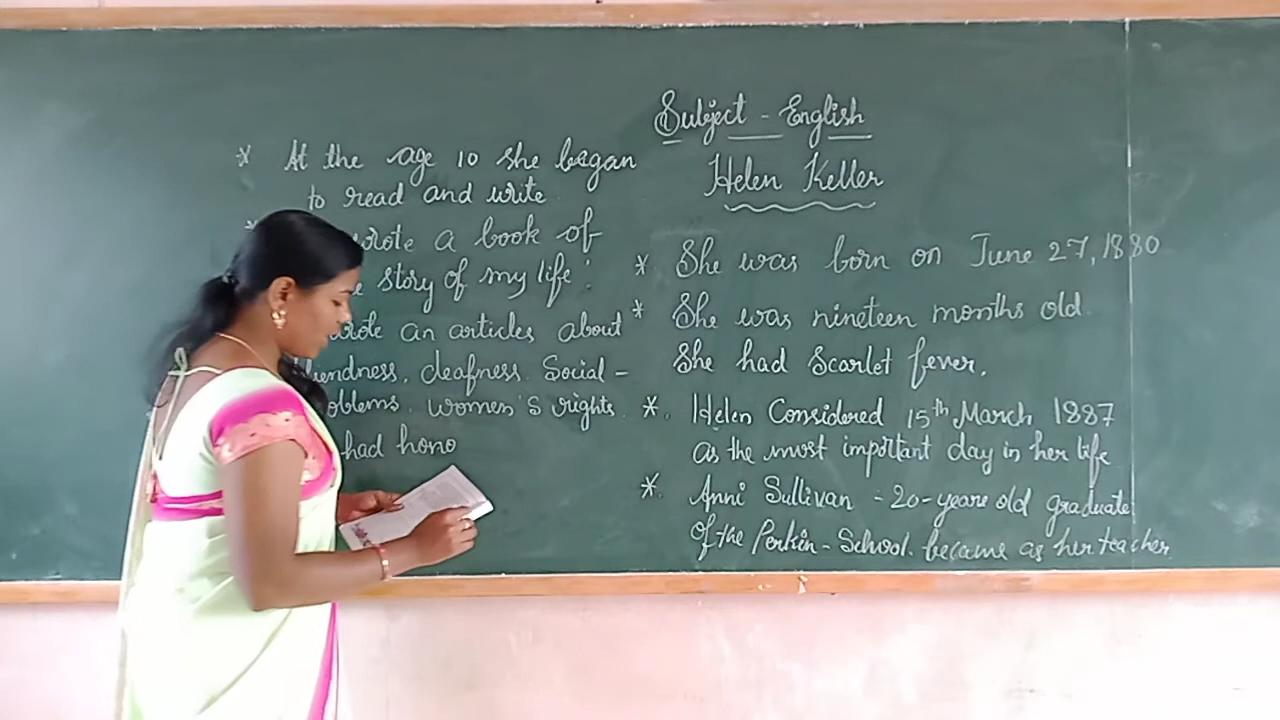 Subject - English
Helen Keller
* She was born on June 27, 1880
* She was nineteen months old.
She had Scarlet fever.
* Helen Considered 15th March 1887
as the most important day in her life
* Anni Sullivan - 20-years old graduate
of the Perkin - School. became as her teacher
* At the age 10 she began
to read and write
* wrote a book of
story of my life'.
an articles about
deafness. Social -
women's rights.
had hono